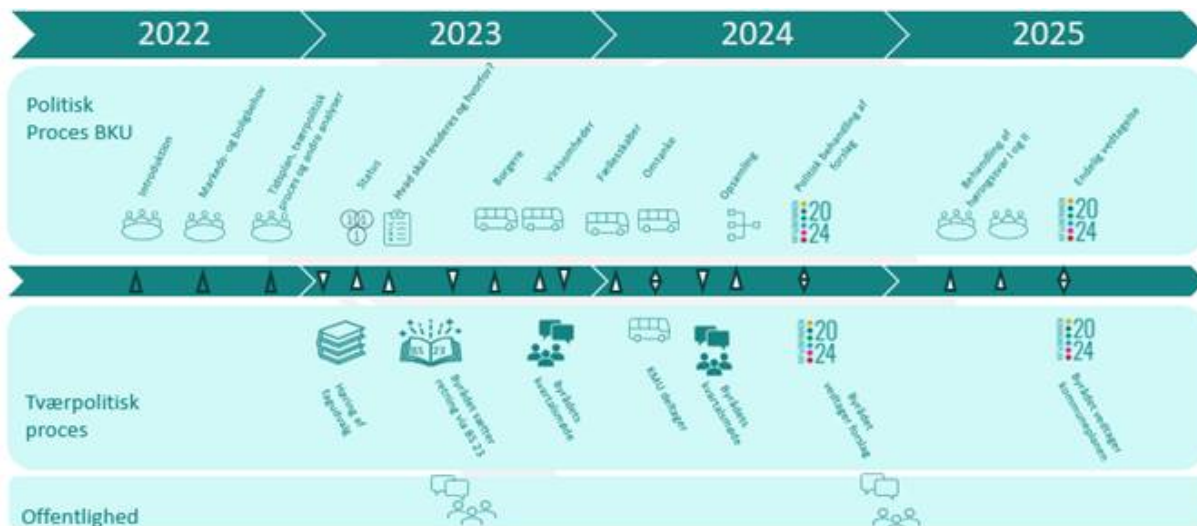 2022
2023
2024
2025
Politisk
Proces BKU
Introduktion
Markeds- og boligbehov
Tidsplan, tværpolitisk
proces og andre analyser
Status
Hvad skal revideres og hvorfor?
Borgere
Virksomheder
Fællesskaber
Omtanke
Opsamling
Politisk behandling af
forslag
20
24
Behandling af
høringssvar I og II
Endelig vedtagelse
20
24
Tværpolitisk
proces
Høring af
fagudvalg
BS 23
Byrådet sætter
retning via BS 23
Byrådets
kvartalsmøde
KMU deltager
Byrådets
kvartalsmøde
20
24
Byrådet
vedtager forslag
20
24
Byrådet vedtager
kommuneplanen
Offentlighed